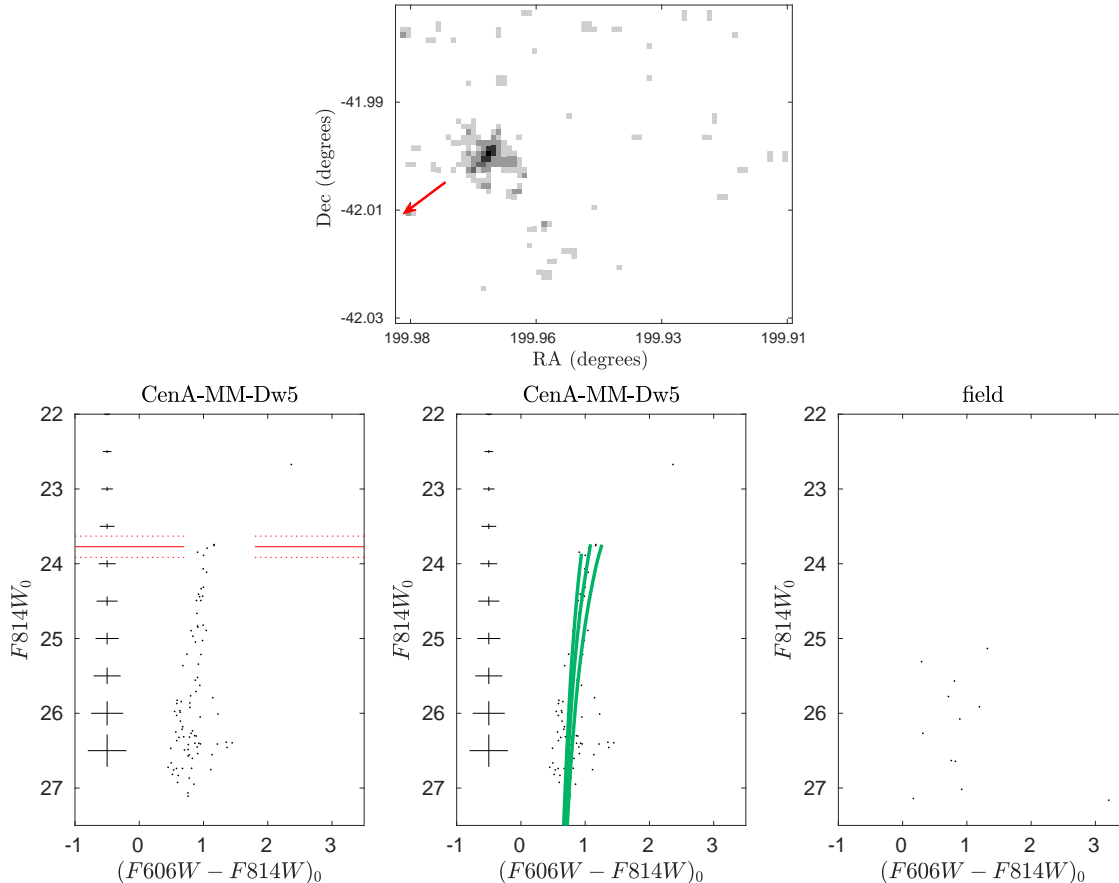 -41.99
-42.01
-42.03
Dec (degrees)
199.98 199.96 199.93 199.91
RA (degrees)
CenA-MM-Dw5 CenA-MM-Dw5 field
22 22 22
23 23 23
24 24 24
25 25 25
26 26 26
27 27 27
F814W₀ F814W₀ F814W₀
-1 0 1 2 3 -1 0 1 2 3 -1 0 1 2 3
(F606W − F814W)₀ (F606W − F814W)₀ (F606W − F814W)₀